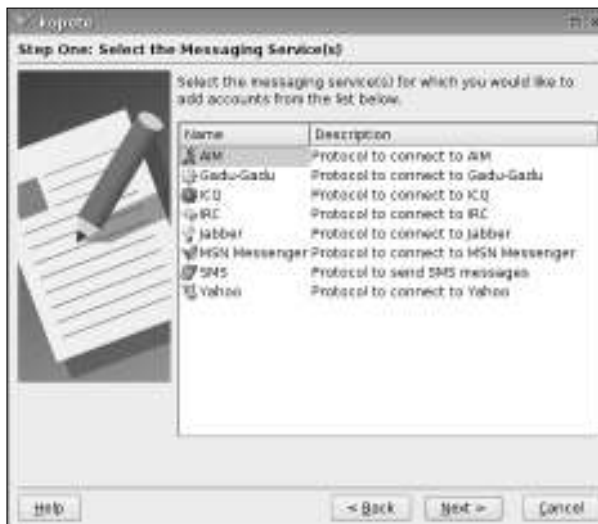 kopete
Step One: Select the Messaging Service(s)
Select the messaging service(s) for which you would like to
add accounts from the list below.
Name Description
AIM Protocol to connect to AIM
Gadu-Gadu Protocol to connect to Gadu-Gadu
ICQ Protocol to connect to ICQ
IRC Protocol to connect to IRC
Jabber Protocol to connect to Jabber
MSN Messenger Protocol to connect to MSN Messenger
SMS Protocol to send SMS messages
Yahoo Protocol to connect to Yahoo
Help < Back Next > Cancel